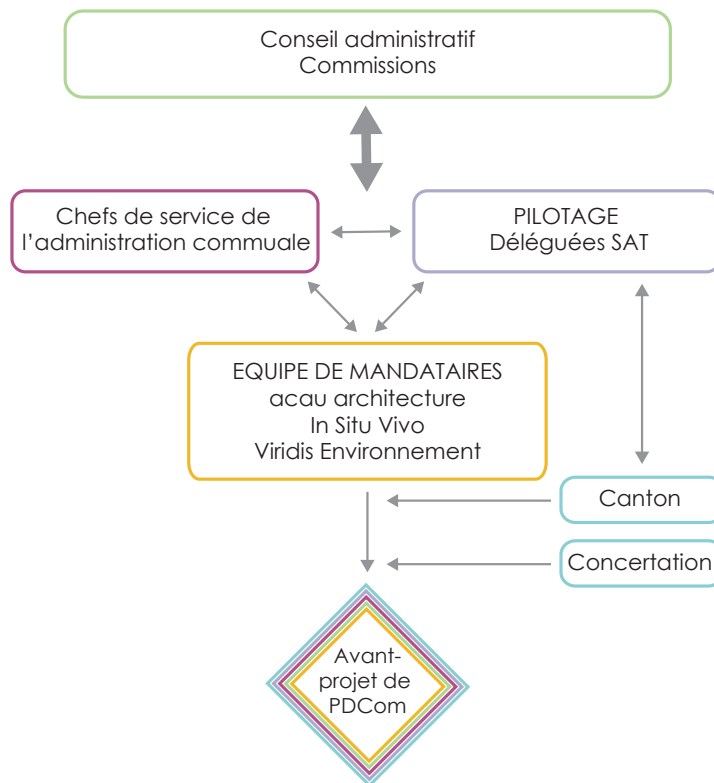 Conseil administratif
Commissions
Chefs de service de
l'administration commuale
PILOTAGE
Déléguées SAT
EQUIPE DE MANDATAIRES
acau architecture
In Situ Vivo
Viridis Environnement
Canton
Concertation
Avant-
projet de
PDCom